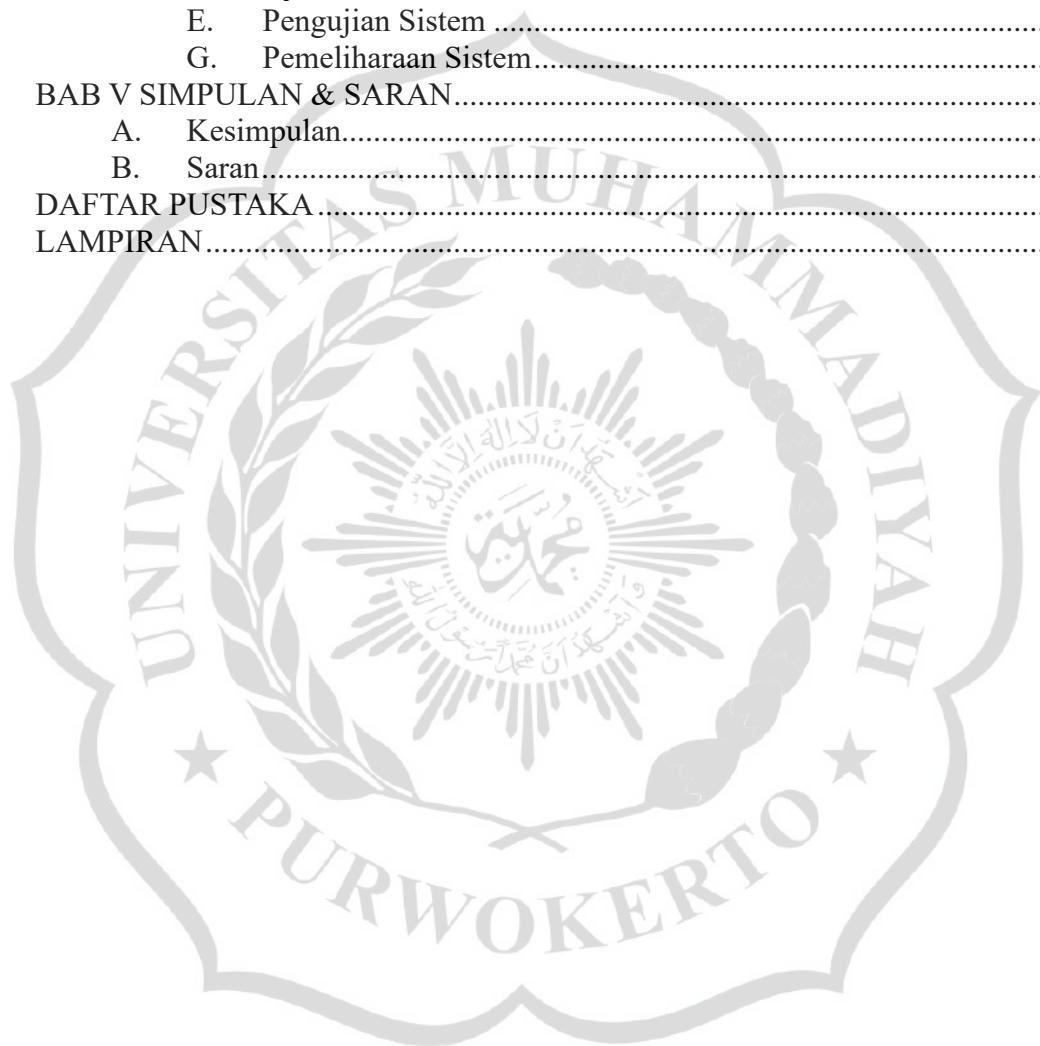 E. Pengujian Sistem ........................................................................
G. Pemeliharaan Sistem...................................................................
BAB V SIMPULAN & SARAN..............................................................................
A. Kesimpulan.........................................................................................
B. Saran...................................................................................................
DAFTAR PUSTAKA ...............................................................................................
LAMPIRAN.............................................................................................................
UNIVERSITAS MUHAMMADIYAH
PURWOKERTO